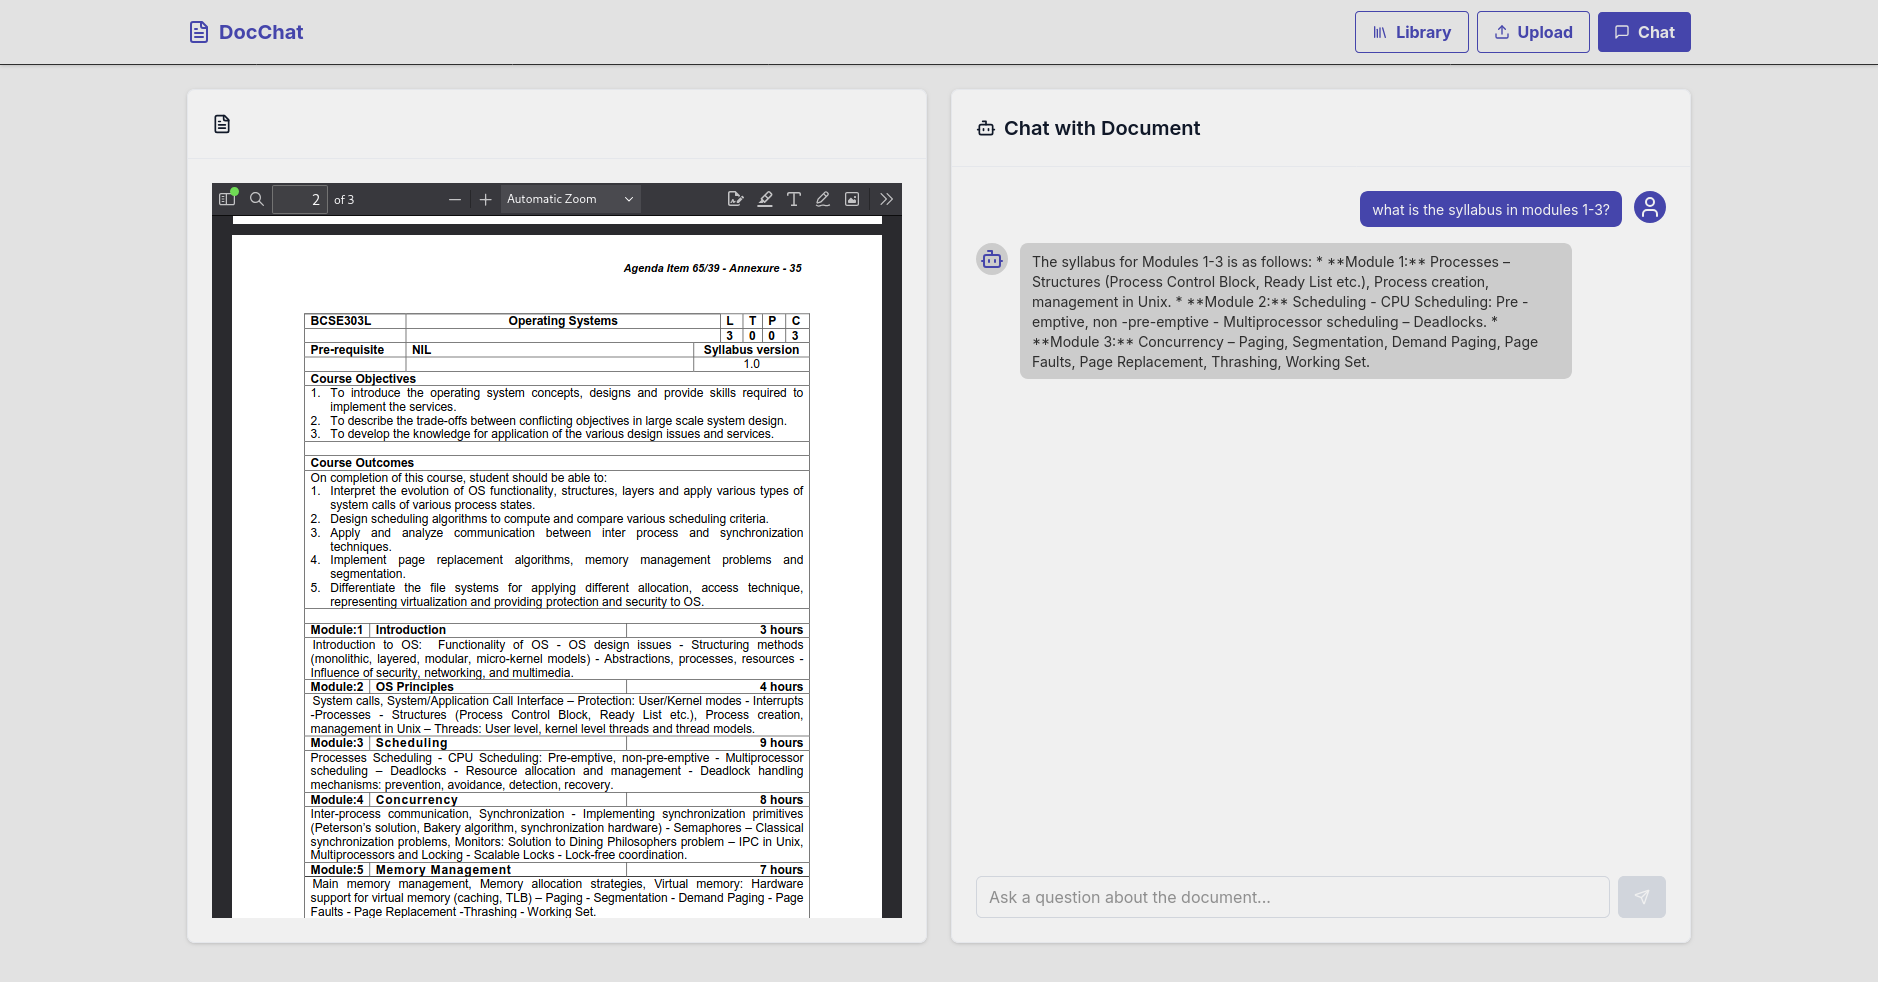 DocChat
Library
Upload
Chat
2 of 3
Automatic Zoom
Agenda Item 65/39 - Annexure - 35
BCSE303L Operating Systems L T P C
3 0 0 3
Pre-requisite NIL Syllabus version
1.0
Course Objectives
1. To introduce the operating system concepts, designs and provide skills required to
implement the services.
2. To describe the trade-offs between conflicting objectives in large scale system design.
3. To develop the knowledge for application of the various design issues and services.
Course Outcomes
On completion of this course, student should be able to:
1. Interpret the evolution of OS functionality, structures, layers and apply various types of
system calls of various process states.
2. Design scheduling algorithms to compute and compare various scheduling criteria.
3. Apply and analyze communication between inter process and synchronization
techniques.
4. Implement page replacement algorithms, memory management problems and
segmentation.
5. Differentiate the file systems for applying different allocation, access technique,
representing virtualization and providing protection and security to OS.
Module:1 Introduction 3 hours
Introduction to OS: Functionality of OS - OS design issues - Structuring methods
(monolithic, layered, modular, micro-kernel models) - Abstractions, processes, resources -
Influence of security, networking, and multimedia.
Module:2 OS Principles 4 hours
System calls, System/Application Call Interface – Protection: User/Kernel modes - Interrupts
-Processes - Structures (Process Control Block, Ready List etc.), Process creation,
management in Unix – Threads: User level, kernel level threads and thread models.
Module:3 Scheduling 9 hours
Processes Scheduling - CPU Scheduling: Pre-emptive, non-pre-emptive - Multiprocessor
scheduling – Deadlocks - Resource allocation and management - Deadlock handling
mechanisms: prevention, avoidance, detection, recovery.
Module:4 Concurrency 8 hours
Inter-process communication, Synchronization - Implementing synchronization primitives
(Peterson's solution, Bakery algorithm, synchronization hardware) - Semaphores – Classical
synchronization problems, Monitors: Solution to Dining Philosophers problem – IPC in Unix,
Multiprocessors and Locking - Scalable Locks - Lock-free coordination.
Module:5 Memory Management 7 hours
Main memory management, Memory allocation strategies, Virtual memory: Hardware
support for virtual memory (caching, TLB) – Paging - Segmentation - Demand Paging - Page
Faults - Page Replacement -Thrashing - Working Set.
Chat with Document
what is the syllabus in modules 1-3?
The syllabus for Modules 1-3 is as follows: * **Module 1:** Processes –
Structures (Process Control Block, Ready List etc.), Process creation,
management in Unix. * **Module 2:** Scheduling - CPU Scheduling: Pre -
emptive, non -pre-emptive - Multiprocessor scheduling – Deadlocks. *
**Module 3:** Concurrency – Paging, Segmentation, Demand Paging, Page
Faults, Page Replacement, Thrashing, Working Set.
Ask a question about the document...